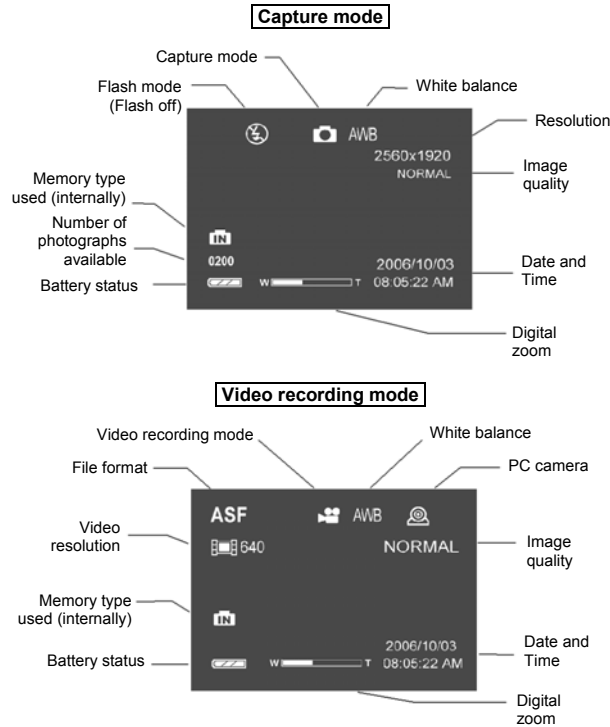 Capture mode
Capture mode
Flash mode
(Flash off)
White balance
Resolution
AWB
2560x1920
NORMAL
Image
quality
Memory type
used (internally)
IN
Number of
photographs
available
0200
2006/10/03
Date and
Time
Battery status
W
T
08:05:22 AM
Digital
zoom
Video recording mode
Video recording mode
White balance
File format
PC camera
ASF
AWB
Video
resolution
640
NORMAL
Image
quality
Memory type
used (internally)
IN
2006/10/03
Date and
Time
Battery status
W
T
08:05:22 AM
Digital
zoom